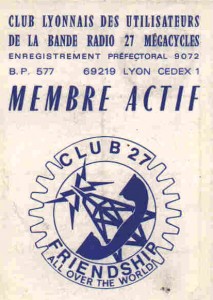 CLUB LYONNAIS DES UTILISATEURS
DE LA BANDE RADIO 27 MÉGACYCLES
ENREGISTREMENT PRÉFECTORAL 9072
B.P. 577 69219 LYON CEDEX 1
MEMBRE ACTIF
CLUB '27
FRIENDSHIP
ALL OVER THE WORLD